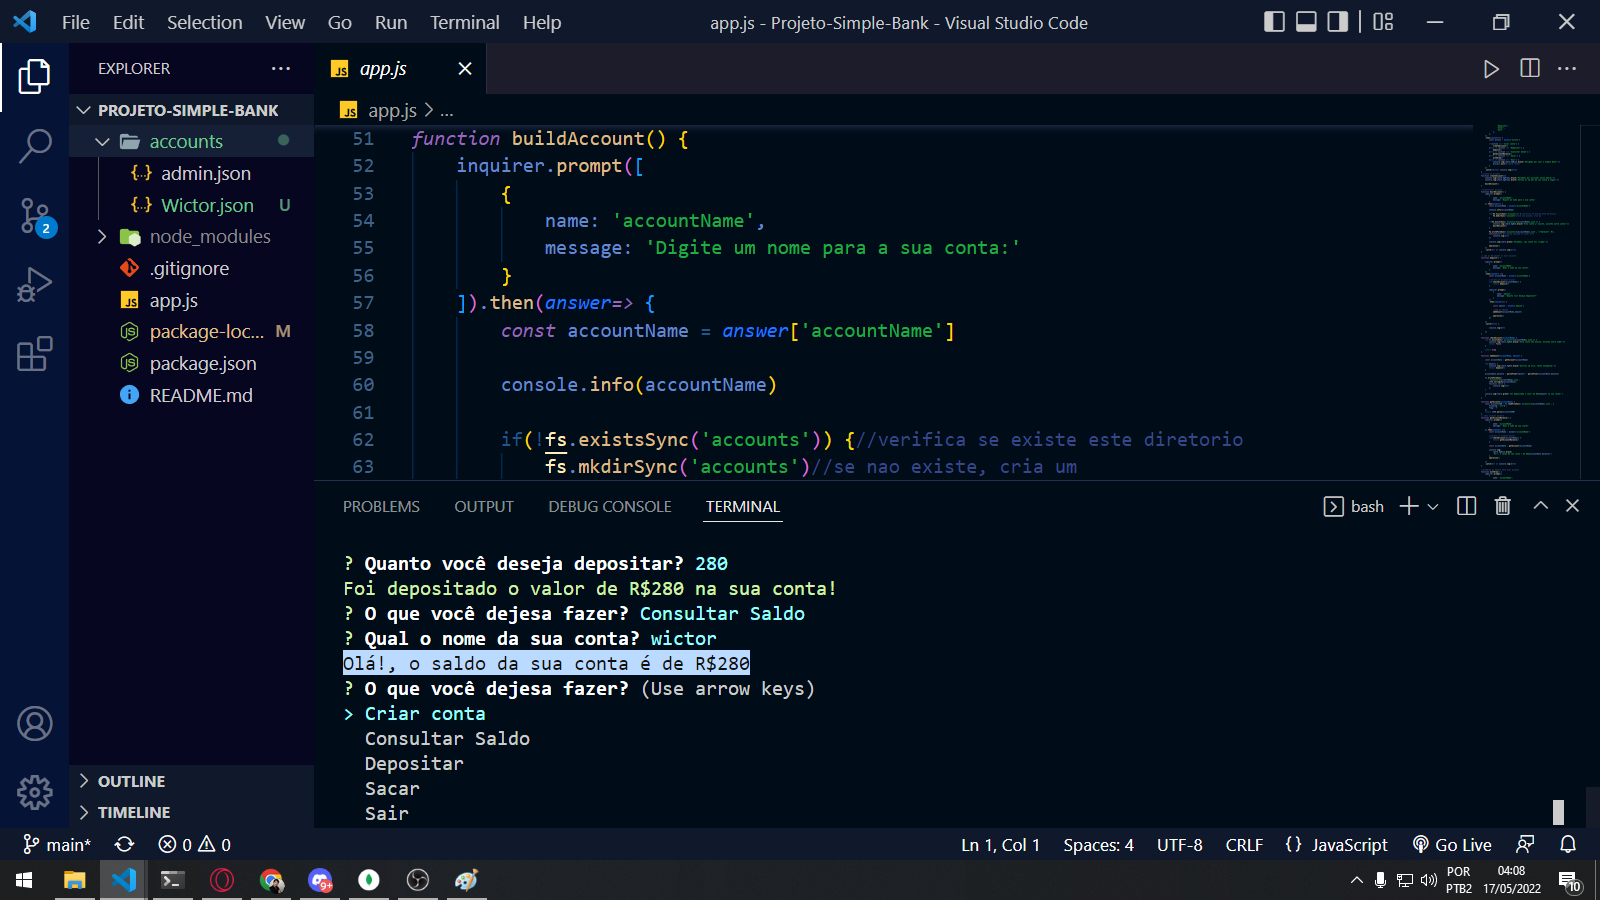 File Edit Selection View Go Run Terminal Help
app.js - Projeto-Simple-Bank - Visual Studio Code
EXPLORER
JS app.js
PROJETO-SIMPLE-BANK
JS app.js > ...
accounts
{..} admin.json
{..} Wictor.json U
2
node_modules
.gitignore
JS app.js
package-loc... M
package.json
README.md
51 function buildAccount() {
52 inquirer.prompt([
53 {
54 name: 'accountName',
55 message: 'Digite um nome para a sua conta:'
56 }
57 ]).then(answer=> {
58 const accountName = answer['accountName']
59
60 console.info(accountName)
61
62 if(!fs.existsSync('accounts')) {//verifica se existe este diretorio
63 fs.mkdirSync('accounts')//se nao existe, cria um
PROBLEMS OUTPUT DEBUG CONSOLE TERMINAL
bash
? Quanto você deseja depositar? 280
Foi depositado o valor de R$280 na sua conta!
? O que você dejesa fazer? Consultar Saldo
? Qual o nome da sua conta? wictor
Olá!, o saldo da sua conta é de R$280
? O que você dejesa fazer? (Use arrow keys)
> Criar conta
Consultar Saldo
Depositar
Sacar
Sair
OUTLINE
TIMELINE
main* 0 0
Ln 1, Col 1 Spaces: 4 UTF-8 CRLF {} JavaScript Go Live
9+
POR
PTB2
04:08
17/05/2022
10